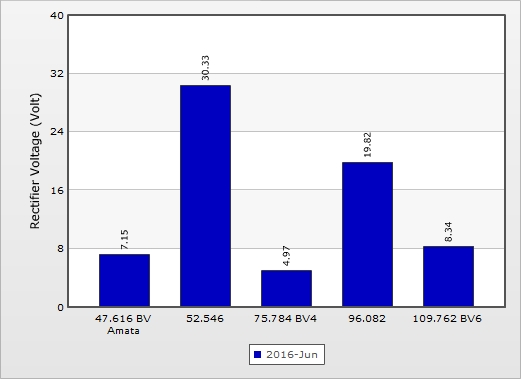 40
32
24
16
8
0
Rectifier Voltage (Volt)
7.15
30.33
4.97
19.82
8.34
47.616 BV
Amata
52.546
75.784 BV4
96.082
109.762 BV6
2016-Jun